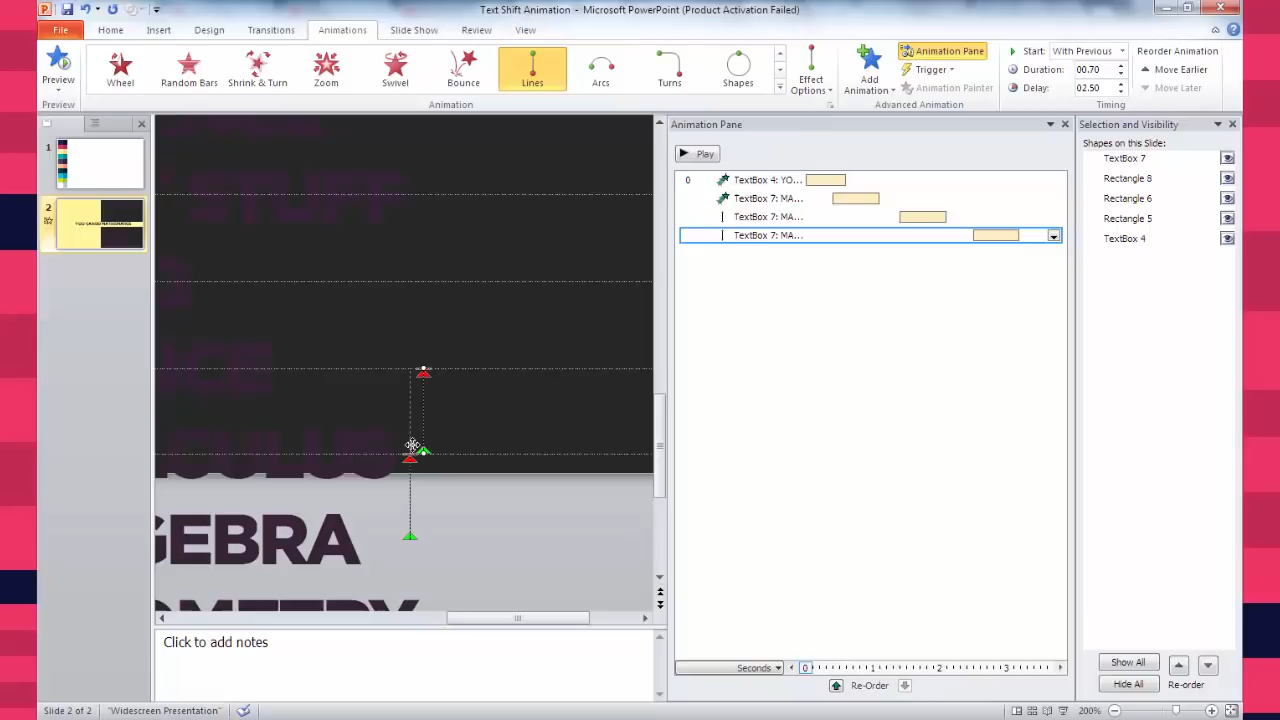 Text Shift Animation - Microsoft PowerPoint (Product Activation Failed)
File Home Insert Design Transitions Animations Slide Show Review View
Preview
Wheel Random Bars Shrink & Turn Zoom Swivel Bounce Lines Arcs Turns Shapes
Effect Options
Add Animation
Animation Pane
Trigger
Animation Painter
Start: With Previous
Duration: 00.70
Delay: 02.50
Reorder Animation
Move Earlier
Move Later
Preview Animation Advanced Animation Timing
1
2
STUFF
CULUS
GEBRA
Click to add notes
Animation Pane
Play
0 TextBox 4: YO...
TextBox 7: MA...
TextBox 7: MA...
TextBox 7: MA...
Seconds 0 1 2 3
Re-Order
Selection and Visibility
Shapes on this Slide:
TextBox 7
Rectangle 8
Rectangle 6
Rectangle 5
TextBox 4
Show All
Hide All Re-order
Slide 2 of 2 "Widescreen Presentation" 200%